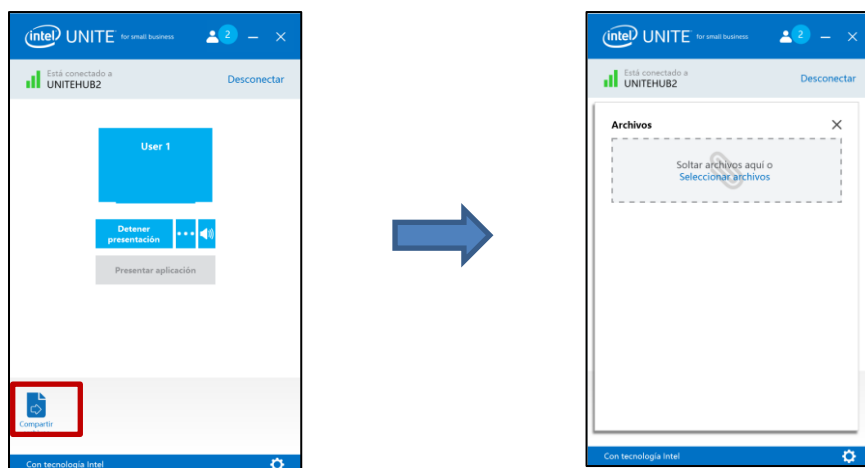 intel UNITE for small business 2
Está conectado a
UNITEHUB2
Desconectar
User 1
Detener
presentación
Presentar aplicación
Compartir
Con tecnología Intel
intel UNITE for small business 2
Está conectado a
UNITEHUB2
Desconectar
Archivos
Soltar archivos aquí o
Seleccionar archivos
Con tecnología Intel